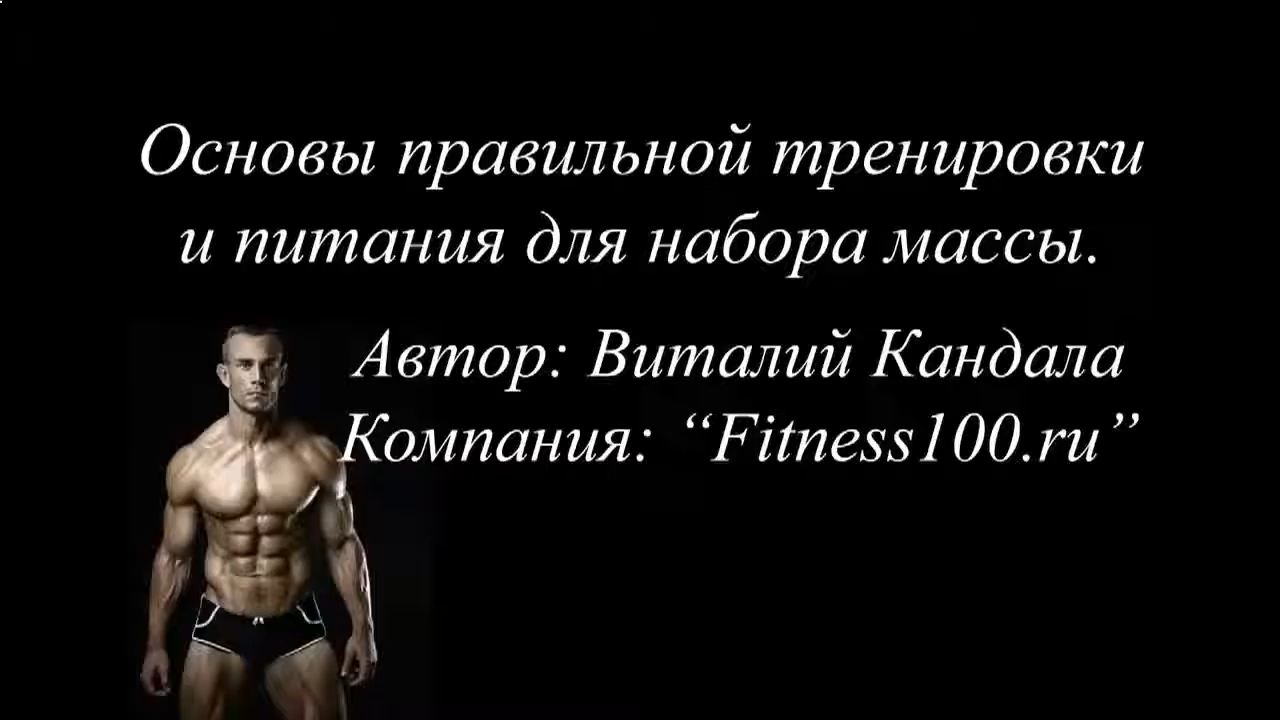 Основы правильной тренировки
и питания для набора массы.
Автор: Виталий Кандала
Компания: “Fitness100.ru”